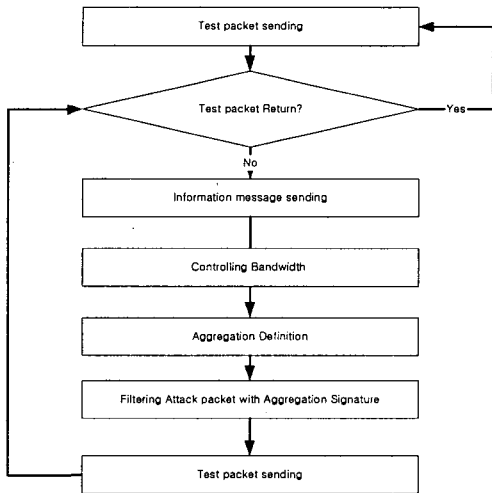 Test packet sending
Test packet Return?
Yes
No
Information message sending
Controlling Bandwidth
Aggregation Definition
Filtering Attack packet with Aggregation Signature
Test packet sending